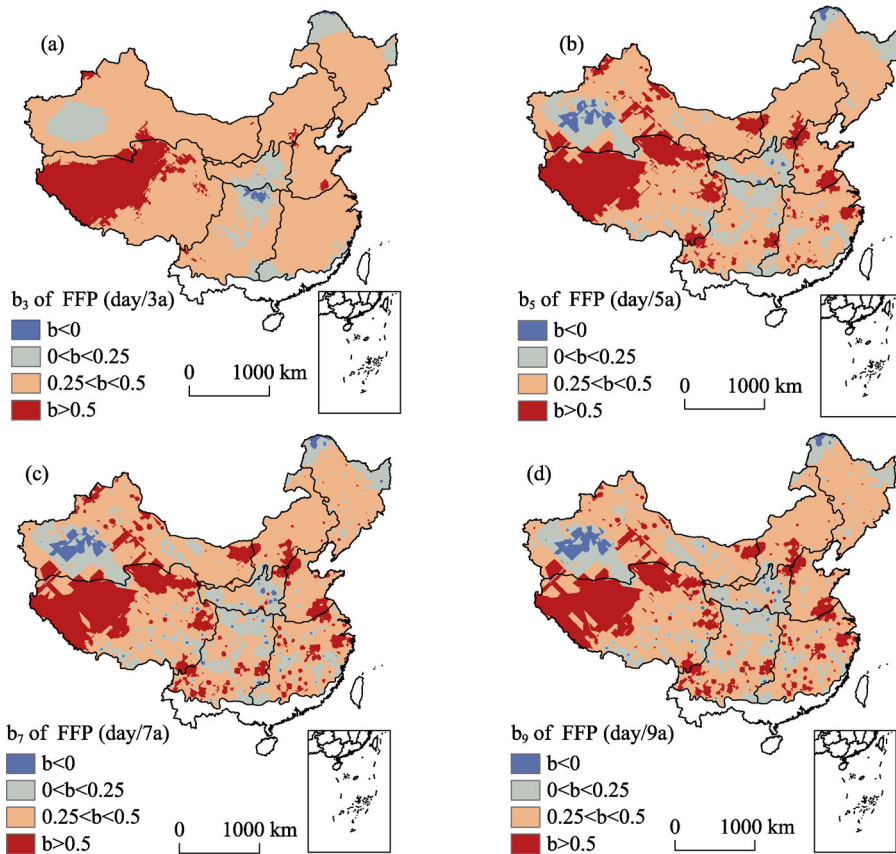 (a)
b₃ of FFP (day/3a)
b<0
0<b<0.25
0.25<b<0.5
b>0.5
0 1000 km
(b)
b₅ of FFP (day/5a)
b<0
0<b<0.25
0.25<b<0.5
b>0.5
0 1000 km
(c)
b₇ of FFP (day/7a)
b<0
0<b<0.25
0.25<b<0.5
b>0.5
0 1000 km
(d)
b₉ of FFP (day/9a)
b<0
0<b<0.25
0.25<b<0.5
b>0.5
0 1000 km